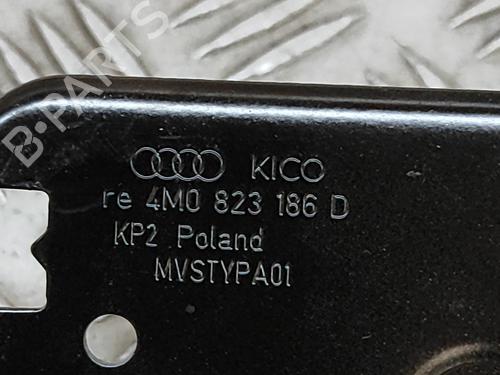 KICO
re 4M0 823 186 D
KP2 Poland
MVSTYPA01
B-PARTS